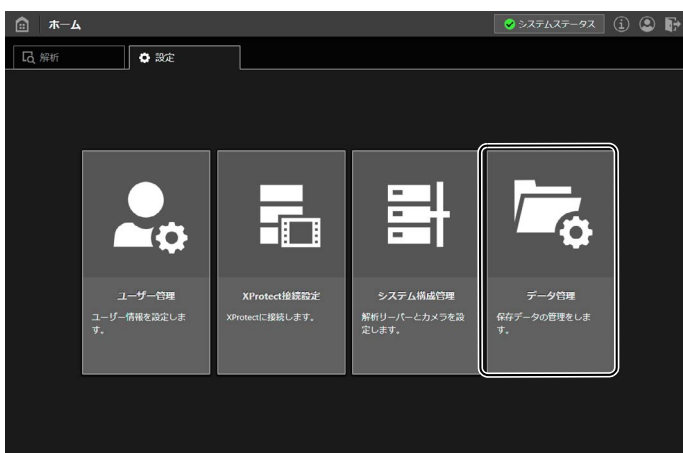 ホーム
システムステータス
解析
設定
ユーザー管理
ユーザー情報を設定しま
す。
XProtect接続設定
XProtectに接続します。
システム構成管理
解析サーバーとカメラを設
定します。
データ管理
保存データの管理をしま
す。